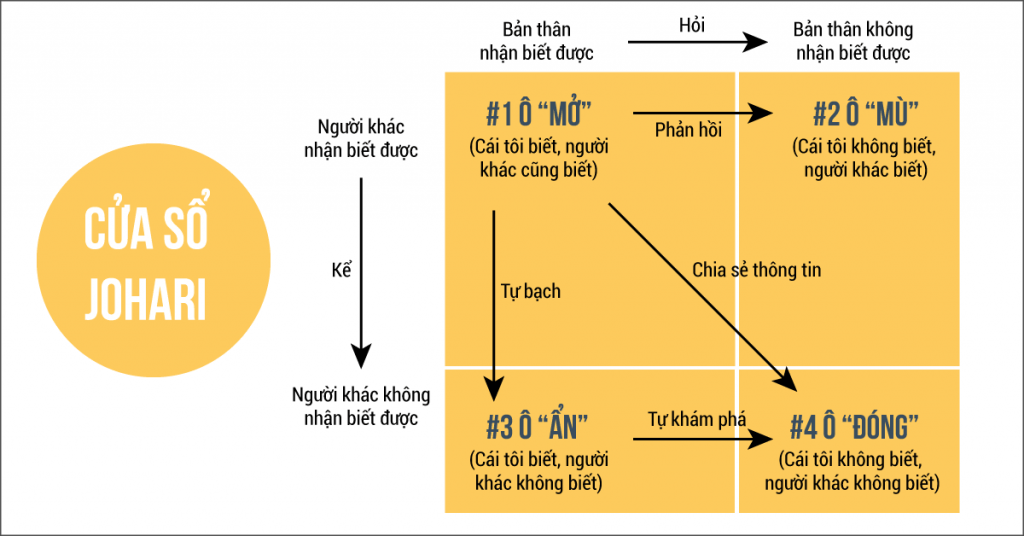 Bản thân
nhận biết được
Hỏi
Bản thân không
nhận biết được
Người khác
nhận biết được
#1 Ô “MỞ”
(Cái tôi biết, người
khác cũng biết)
Phản hồi
#2 Ô “MÙ”
(Cái tôi không biết,
người khác biết)
CỬA SỔ
JOHARI
Kể
Tự bạch
Chia sẻ thông tin
Người khác không
nhận biết được
#3 Ô “ẨN”
(Cái tôi biết, người
khác không biết)
Tự khám phá
#4 Ô “ĐÓNG”
(Cái tôi không biết,
người khác không biết)